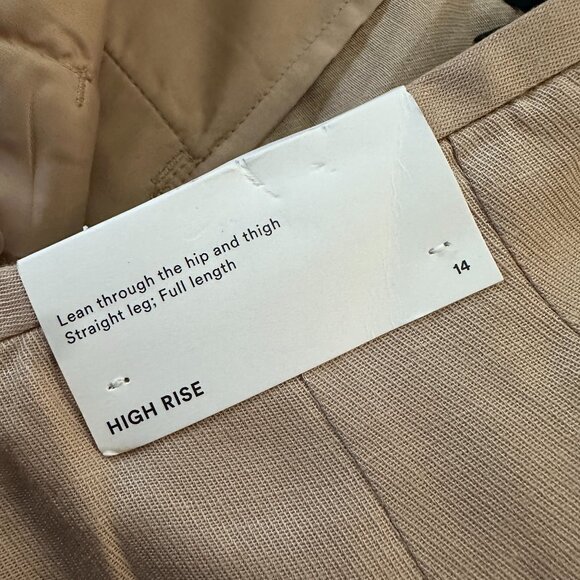 Lean through the hip and thigh
Straight leg; Full length
14
HIGH RISE